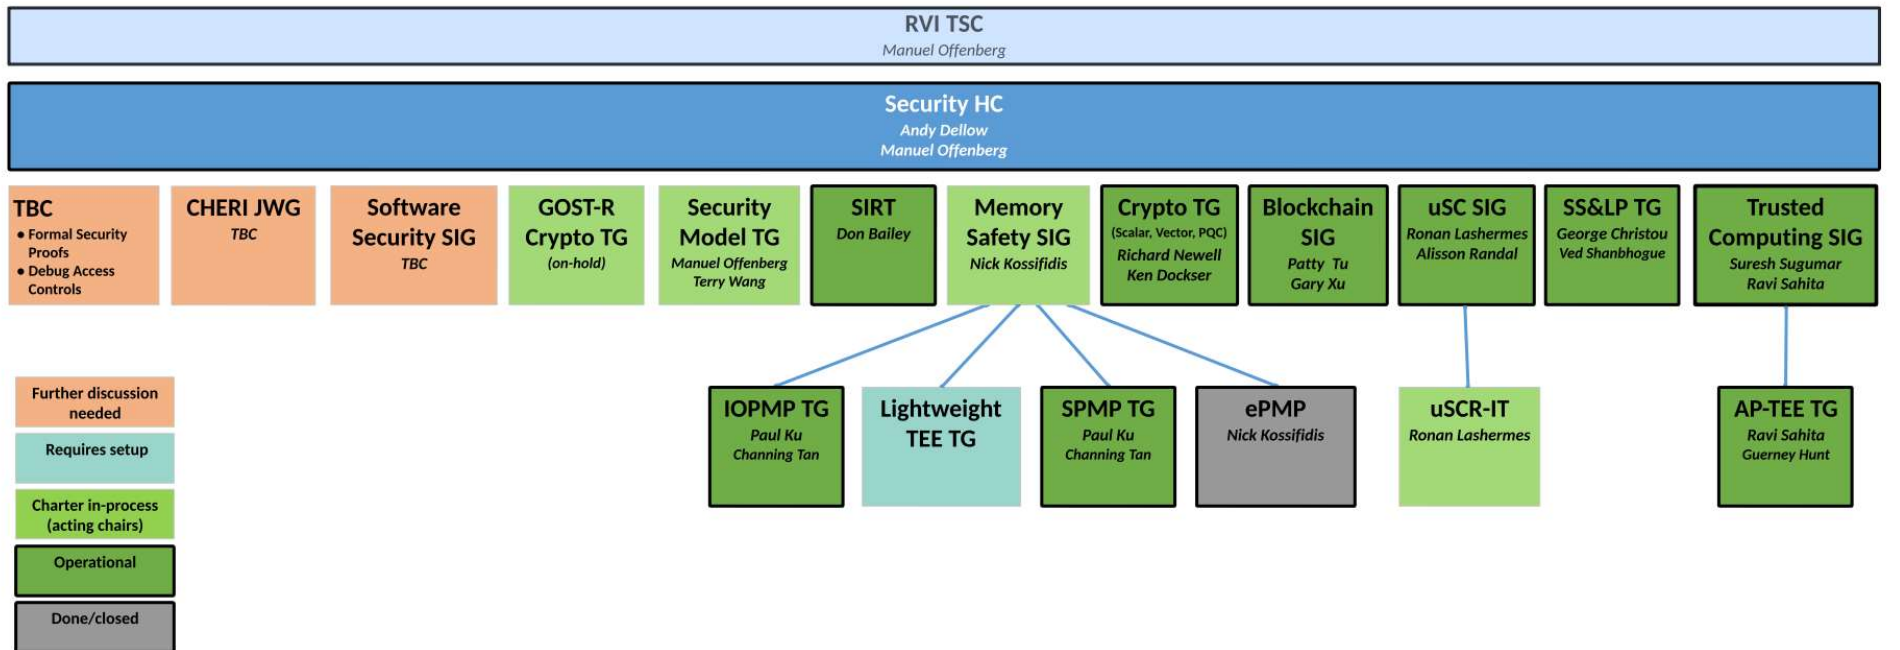 RVI TSC
Manuel Offenberg
Security HC
Andy Dellow
Manuel Offenberg
TBC
● Formal Security
Proofs
● Debug Access
Controls
CHERI JWG
TBC
Software
Security SIG
TBC
GOST-R
Crypto TG
(on-hold)
Security
Model TG
Manuel Offenberg
Terry Wang
SIRT
Don Bailey
Memory
Safety SIG
Nick Kossifidis
Crypto TG
(Scalar, Vector, PQC)
Richard Newell
Ken Dockser
Blockchain
SIG
Patty Tu
Gary Xu
uSC SIG
Ronan Lashermes
Alisson Randal
SS&LP TG
George Christou
Ved Shanbhogue
Trusted
Computing SIG
Suresh Sugumar
Ravi Sahita
IOPMP TG
Paul Ku
Channing Tan
Lightweight
TEE TG
SPMP TG
Paul Ku
Channing Tan
ePMP
Nick Kossifidis
uSCR-IT
Ronan Lashermes
AP-TEE TG
Ravi Sahita
Guerney Hunt
Further discussion
needed
Requires setup
Charter in-process
(acting chairs)
Operational
Done/closed